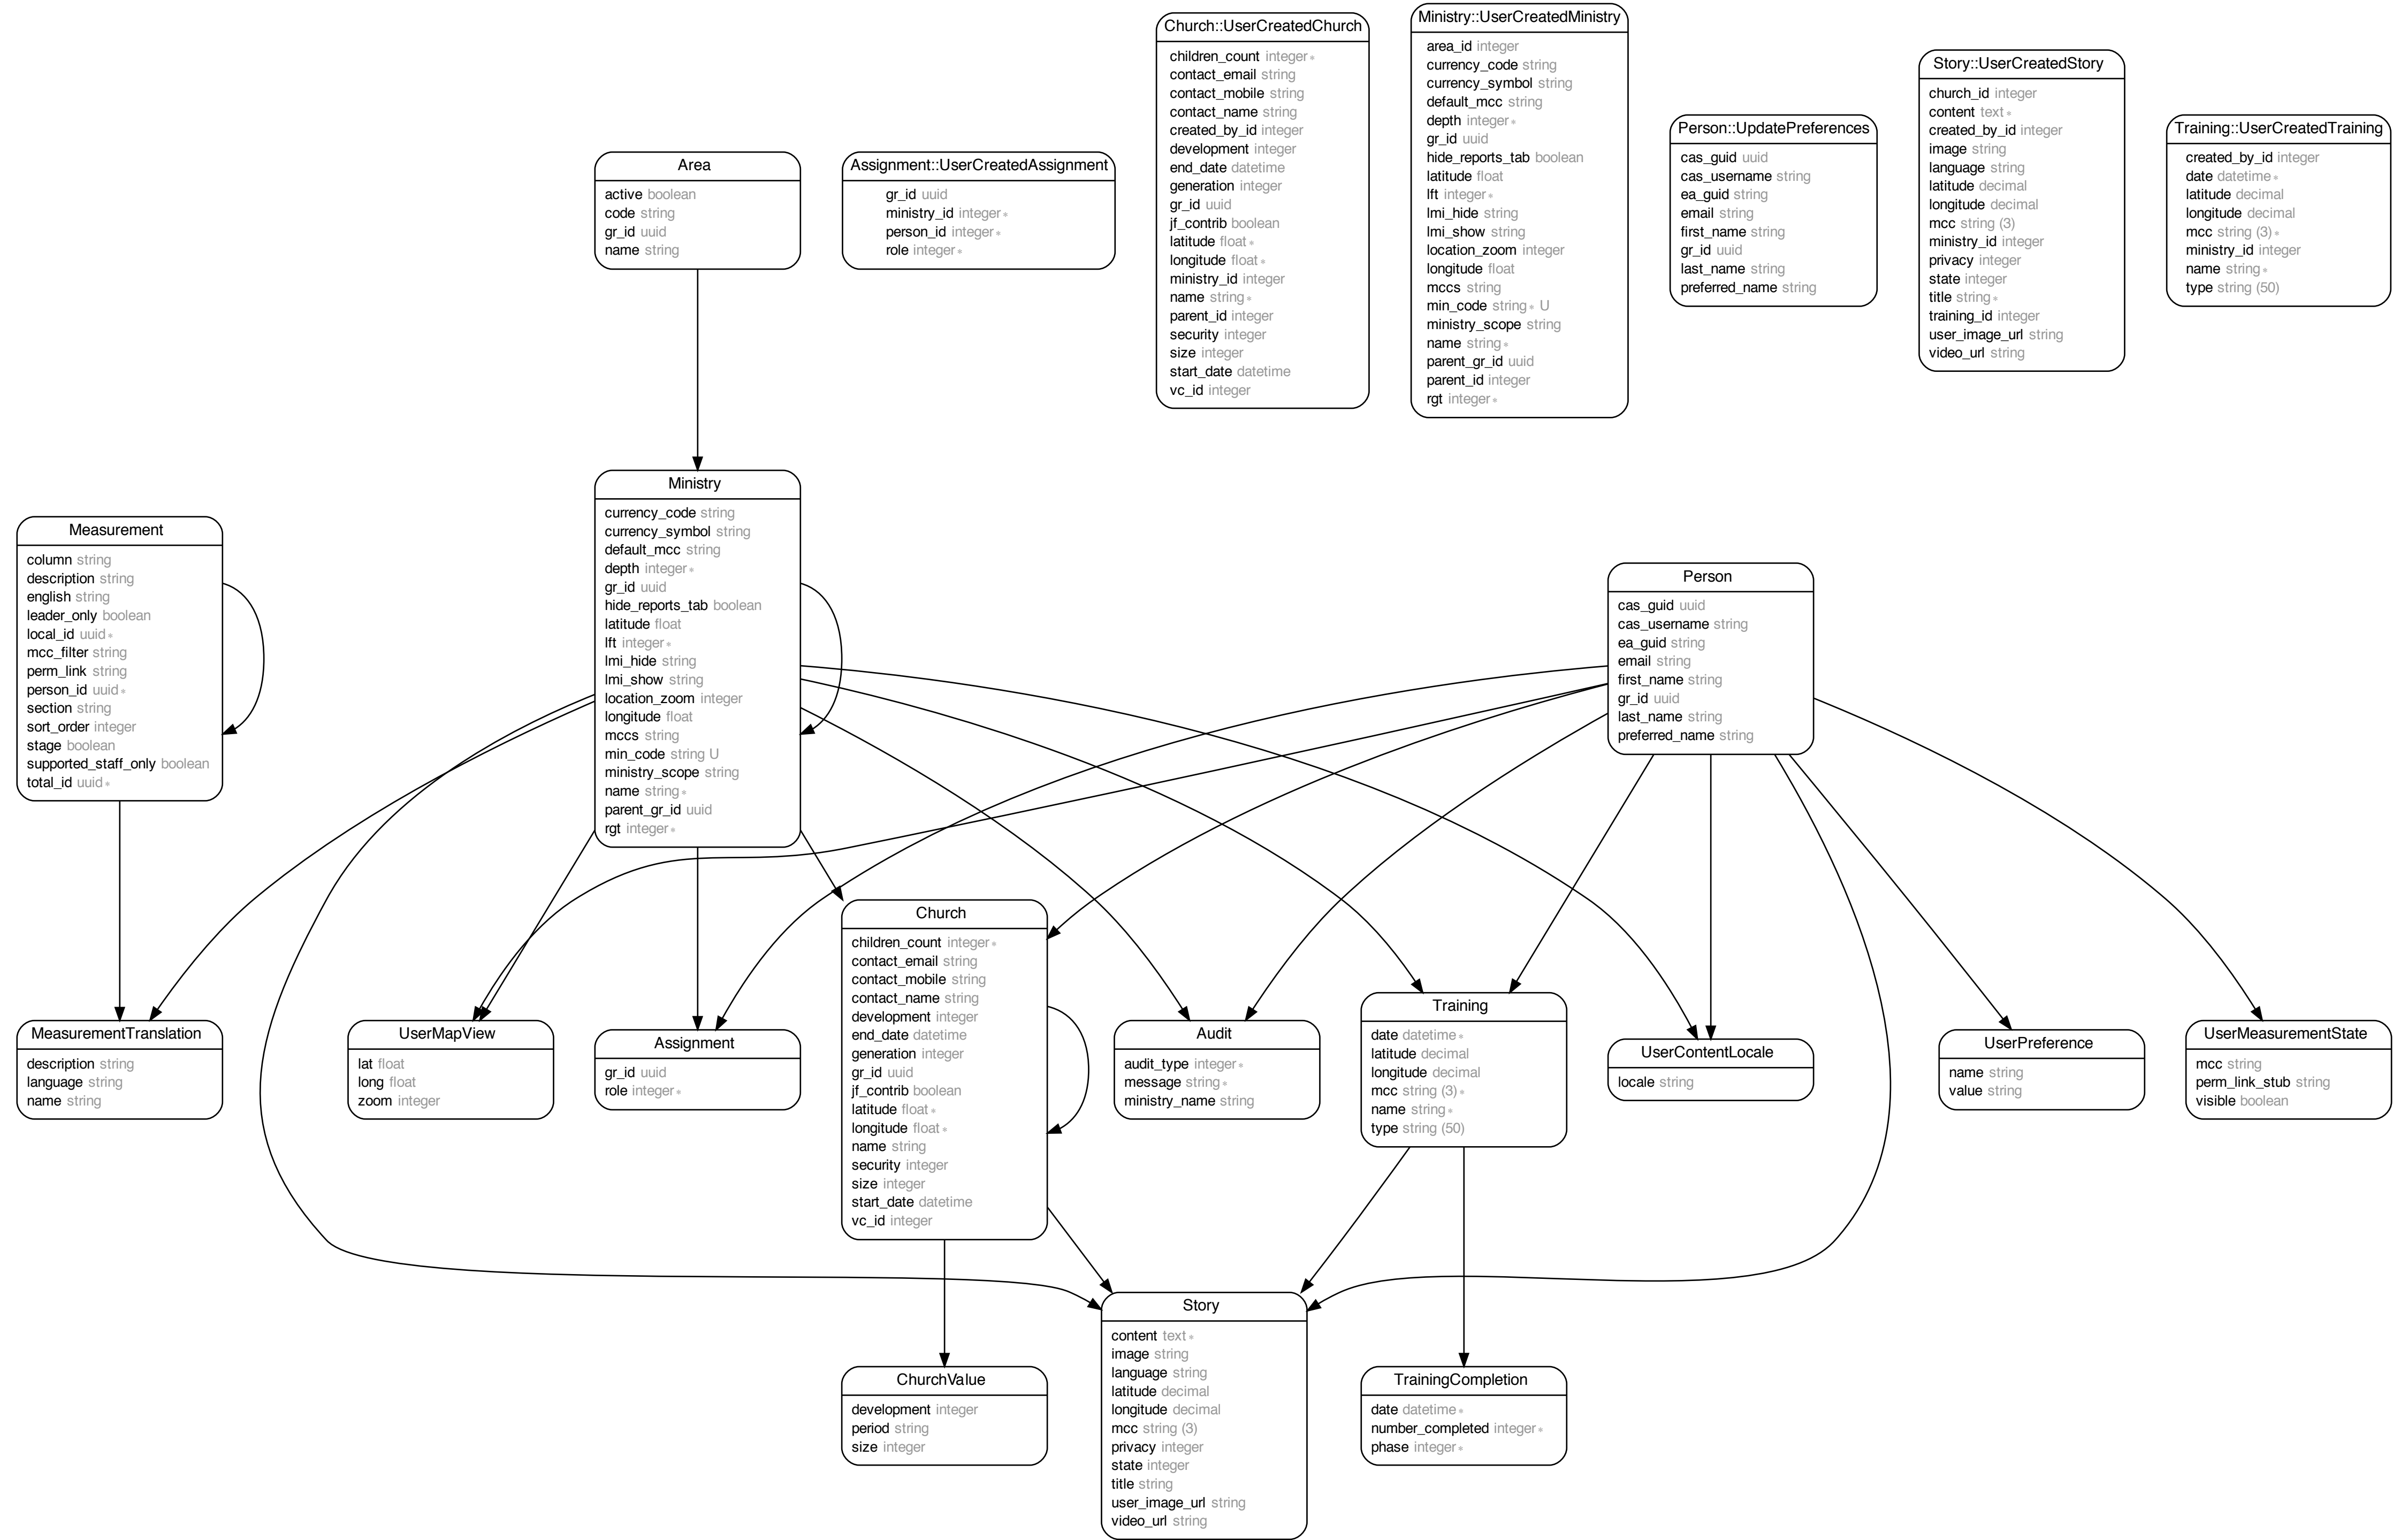 Church::UserCreatedChurch
children_count integer∗
contact_email string
contact_mobile string
contact_name string
created_by_id integer
development integer
end_date datetime
generation integer
gr_id uuid
jf_contrib boolean
latitude float∗
longitude float∗
ministry_id integer
name string∗
parent_id integer
security integer
size integer
start_date datetime
vc_id integer
Ministry::UserCreatedMinistry
area_id integer
currency_code string
currency_symbol string
default_mcc string
depth integer∗
gr_id uuid
hide_reports_tab boolean
latitude float
lft integer∗
lmi_hide string
lmi_show string
location_zoom integer
longitude float
mccs string
min_code string∗ U
ministry_scope string
name string∗
parent_gr_id uuid
parent_id integer
rgt integer∗
Story::UserCreatedStory
church_id integer
content text∗
created_by_id integer
image string
language string
latitude decimal
longitude decimal
mcc string (3)
ministry_id integer
privacy integer
state integer
title string∗
training_id integer
user_image_url string
video_url string
Person::UpdatePreferences
cas_guid uuid
cas_username string
ea_guid string
email string
first_name string
gr_id uuid
last_name string
preferred_name string
Training::UserCreatedTraining
created_by_id integer
date datetime∗
latitude decimal
longitude decimal
mcc string (3)∗
ministry_id integer
name string∗
type string (50)
Area
active boolean
code string
gr_id uuid
name string
Assignment::UserCreatedAssignment
gr_id uuid
ministry_id integer∗
person_id integer∗
role integer∗
Ministry
currency_code string
currency_symbol string
default_mcc string
depth integer∗
gr_id uuid
hide_reports_tab boolean
latitude float
lft integer∗
lmi_hide string
lmi_show string
location_zoom integer
longitude float
mccs string
min_code string U
ministry_scope string
name string∗
parent_gr_id uuid
rgt integer∗
Measurement
column string
description string
english string
leader_only boolean
local_id uuid∗
mcc_filter string
perm_link string
person_id uuid∗
section string
sort_order integer
stage boolean
supported_staff_only boolean
total_id uuid∗
Person
cas_guid uuid
cas_username string
ea_guid string
email string
first_name string
gr_id uuid
last_name string
preferred_name string
Church
children_count integer∗
contact_email string
contact_mobile string
contact_name string
development integer
end_date datetime
generation integer
gr_id uuid
jf_contrib boolean
latitude float∗
longitude float∗
name string
security integer
size integer
start_date datetime
vc_id integer
MeasurementTranslation
description string
language string
name string
UserMapView
lat float
long float
zoom integer
Assignment
gr_id uuid
role integer∗
Audit
audit_type integer∗
message string∗
ministry_name string
Training
date datetime∗
latitude decimal
longitude decimal
mcc string (3)∗
name string∗
type string (50)
UserContentLocale
locale string
UserPreference
name string
value string
UserMeasurementState
mcc string
perm_link_stub string
visible boolean
ChurchValue
development integer
period string
size integer
Story
content text∗
image string
language string
latitude decimal
longitude decimal
mcc string (3)
privacy integer
state integer
title string
user_image_url string
video_url string
TrainingCompletion
date datetime∗
number_completed integer∗
phase integer∗